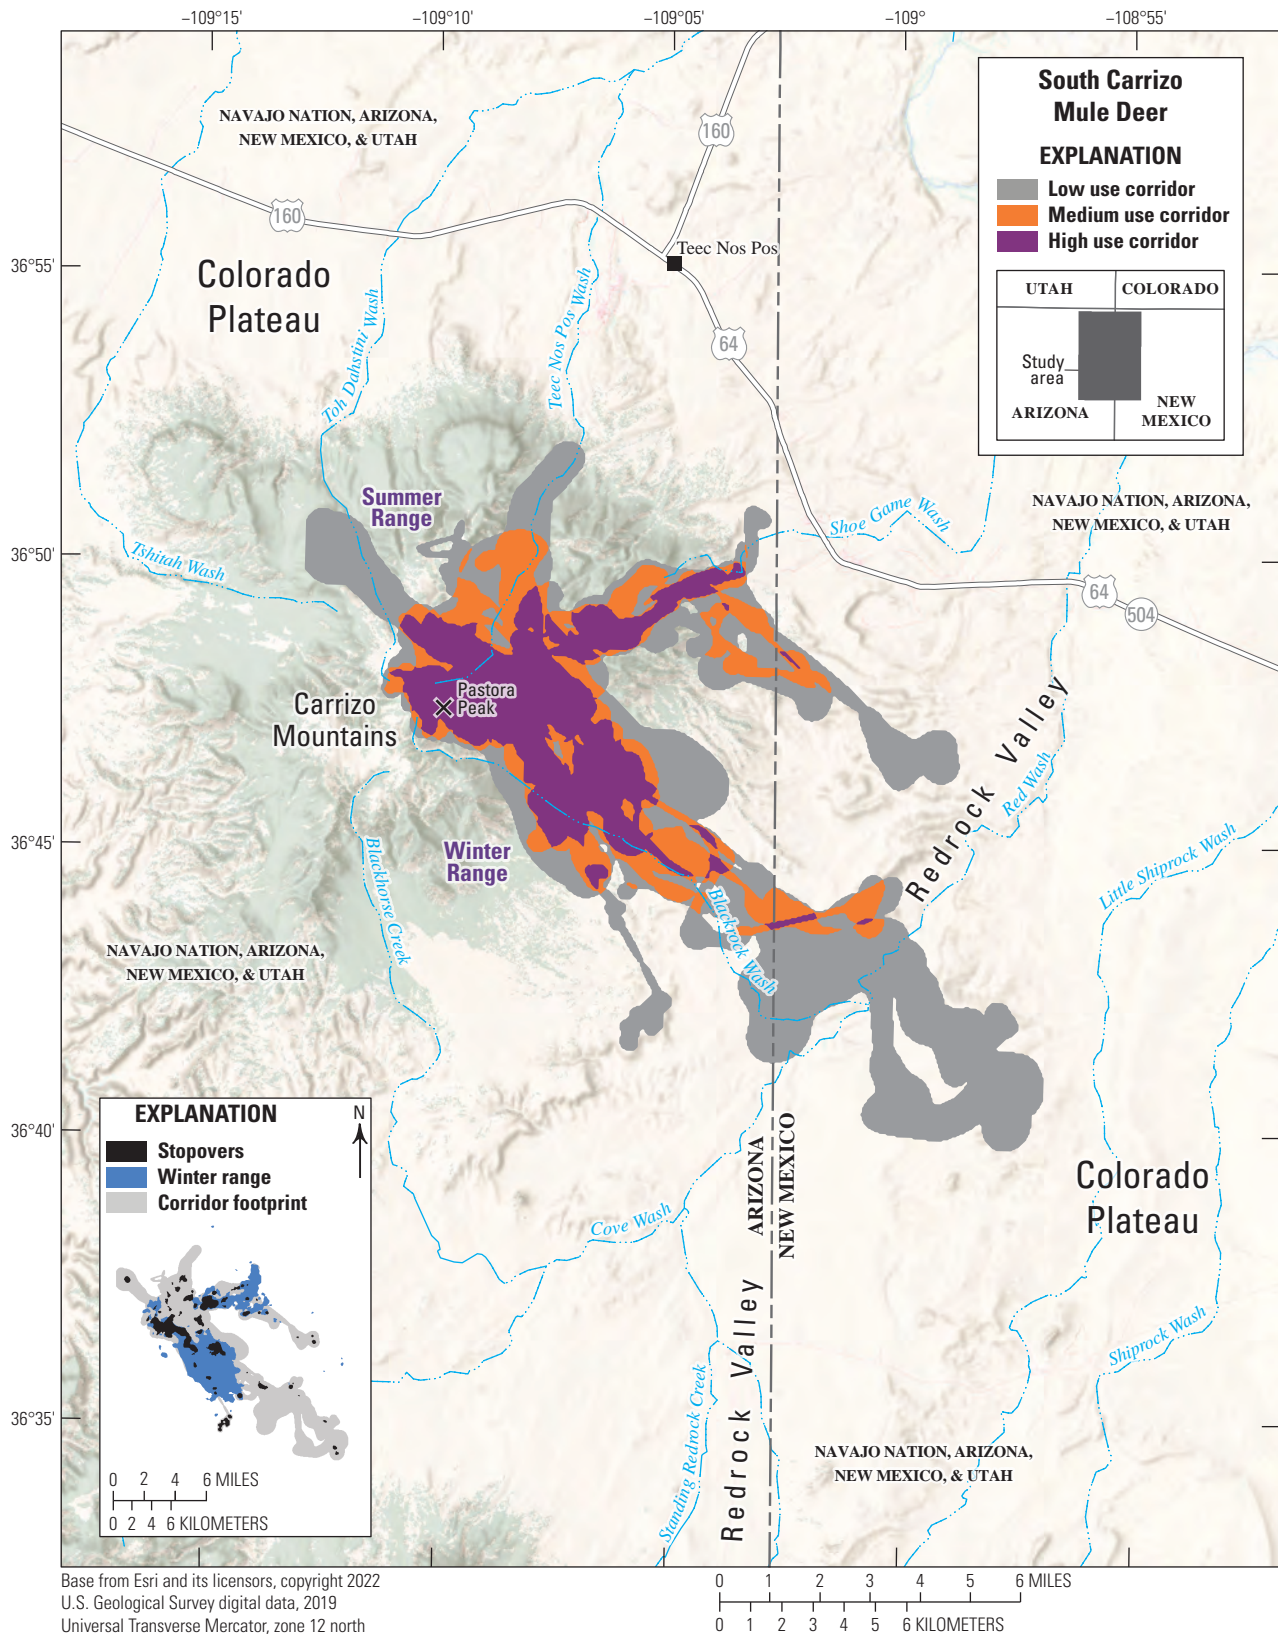 −109°15'
−109°10'
−109°05'
−109°
−108°55'
South Carrizo
Mule Deer
EXPLANATION
Low use corridor
Medium use corridor
High use corridor
UTAH
COLORADO
Study
area
ARIZONA
NEW
MEXICO
NAVAJO NATION, ARIZONA,
NEW MEXICO, & UTAH
160
160
Teec Nos Pos
36°55'
Colorado
Plateau
Toh Dahstini Wash
Teec Nos Pos Wash
64
Summer
Range
NAVAJO NATION, ARIZONA,
NEW MEXICO, & UTAH
Shoe Game Wash
36°50'
Tshitah Wash
64
504
Pastora
Peak
Carrizo
Mountains
Redrock Valley
Red Wash
36°45'
Winter
Range
Blackhorse Creek
Blackrock Wash
Little Shiprock Wash
NAVAJO NATION, ARIZONA,
NEW MEXICO, & UTAH
36°40'
EXPLANATION
N
Stopovers
Winter range
Corridor footprint
0 2 4 6 MILES
0 2 4 6 KILOMETERS
ARIZONA
NEW MEXICO
Colorado
Plateau
Cove Wash
Redrock Valley
Shiprock Wash
Standing Redrock Creek
36°35'
NAVAJO NATION, ARIZONA,
NEW MEXICO, & UTAH
Base from Esri and its licensors, copyright 2022
U.S. Geological Survey digital data, 2019
Universal Transverse Mercator, zone 12 north
0 1 2 3 4 5 6 MILES
0 1 2 3 4 5 6 KILOMETERS